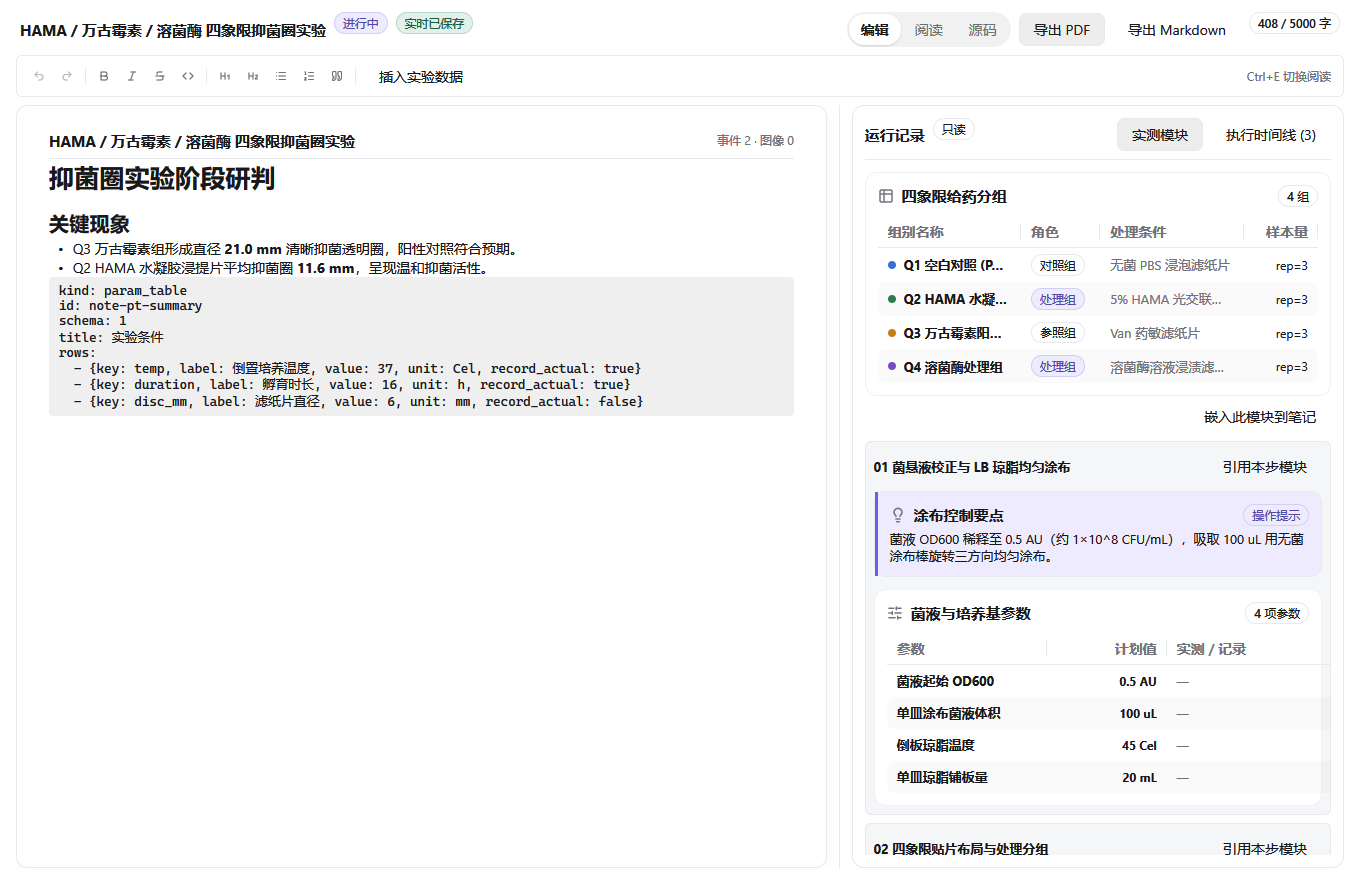 HAMA / 万古霉素 / 溶菌酶 四象限抑菌圈实验 进行中 实时已保存 编辑 阅读 源码 导出 PDF 导出 Markdown 408 / 5000 字
B I S <> H1 H2 插入实验数据 Ctrl+E 切换阅读
HAMA / 万古霉素 / 溶菌酶 四象限抑菌圈实验 事件 2 · 图像 0
抑菌圈实验阶段研判
关键现象
• Q3 万古霉素组形成直径 21.0 mm 清晰抑菌透明圈，阳性对照符合预期。
• Q2 HAMA 水凝胶浸提片平均抑菌圈 11.6 mm，呈现温和抑菌活性。
kind: param_table
id: note-pt-summary
schema: 1
title: 实验条件
rows:
- {key: temp, label: 倒置培养温度, value: 37, unit: Cel, record_actual: true}
- {key: duration, label: 孵育时长, value: 16, unit: h, record_actual: true}
- {key: disc_mm, label: 滤纸片直径, value: 6, unit: mm, record_actual: false}
运行记录 只读 实测模块 执行时间线 (3)
四象限给药分组 4 组
组别名称 角色 处理条件 样本量
Q1 空白对照 (P... 对照组 无菌 PBS 浸泡滤纸片 rep=3
Q2 HAMA 水凝... 处理组 5% HAMA 光交联... rep=3
Q3 万古霉素阳... 参照组 Van 药敏滤纸片 rep=3
Q4 溶菌酶处理组 处理组 溶菌酶溶液浸渍滤... rep=3
嵌入此模块到笔记
01 菌悬液校正与 LB 琼脂均匀涂布 引用本步模块
涂布控制要点 操作提示
菌液 OD600 稀释至 0.5 AU（约 1×10^8 CFU/mL），吸取 100 uL 用无菌
涂布棒旋转三方向均匀涂布。
菌液与培养基参数 4 项参数
参数 计划值 实测 / 记录
菌液起始 OD600 0.5 AU —
单皿涂布菌液体积 100 uL —
倒板琼脂温度 45 Cel —
单皿琼脂铺板量 20 mL —
02 四象限贴片布局与处理分组 引用本步模块